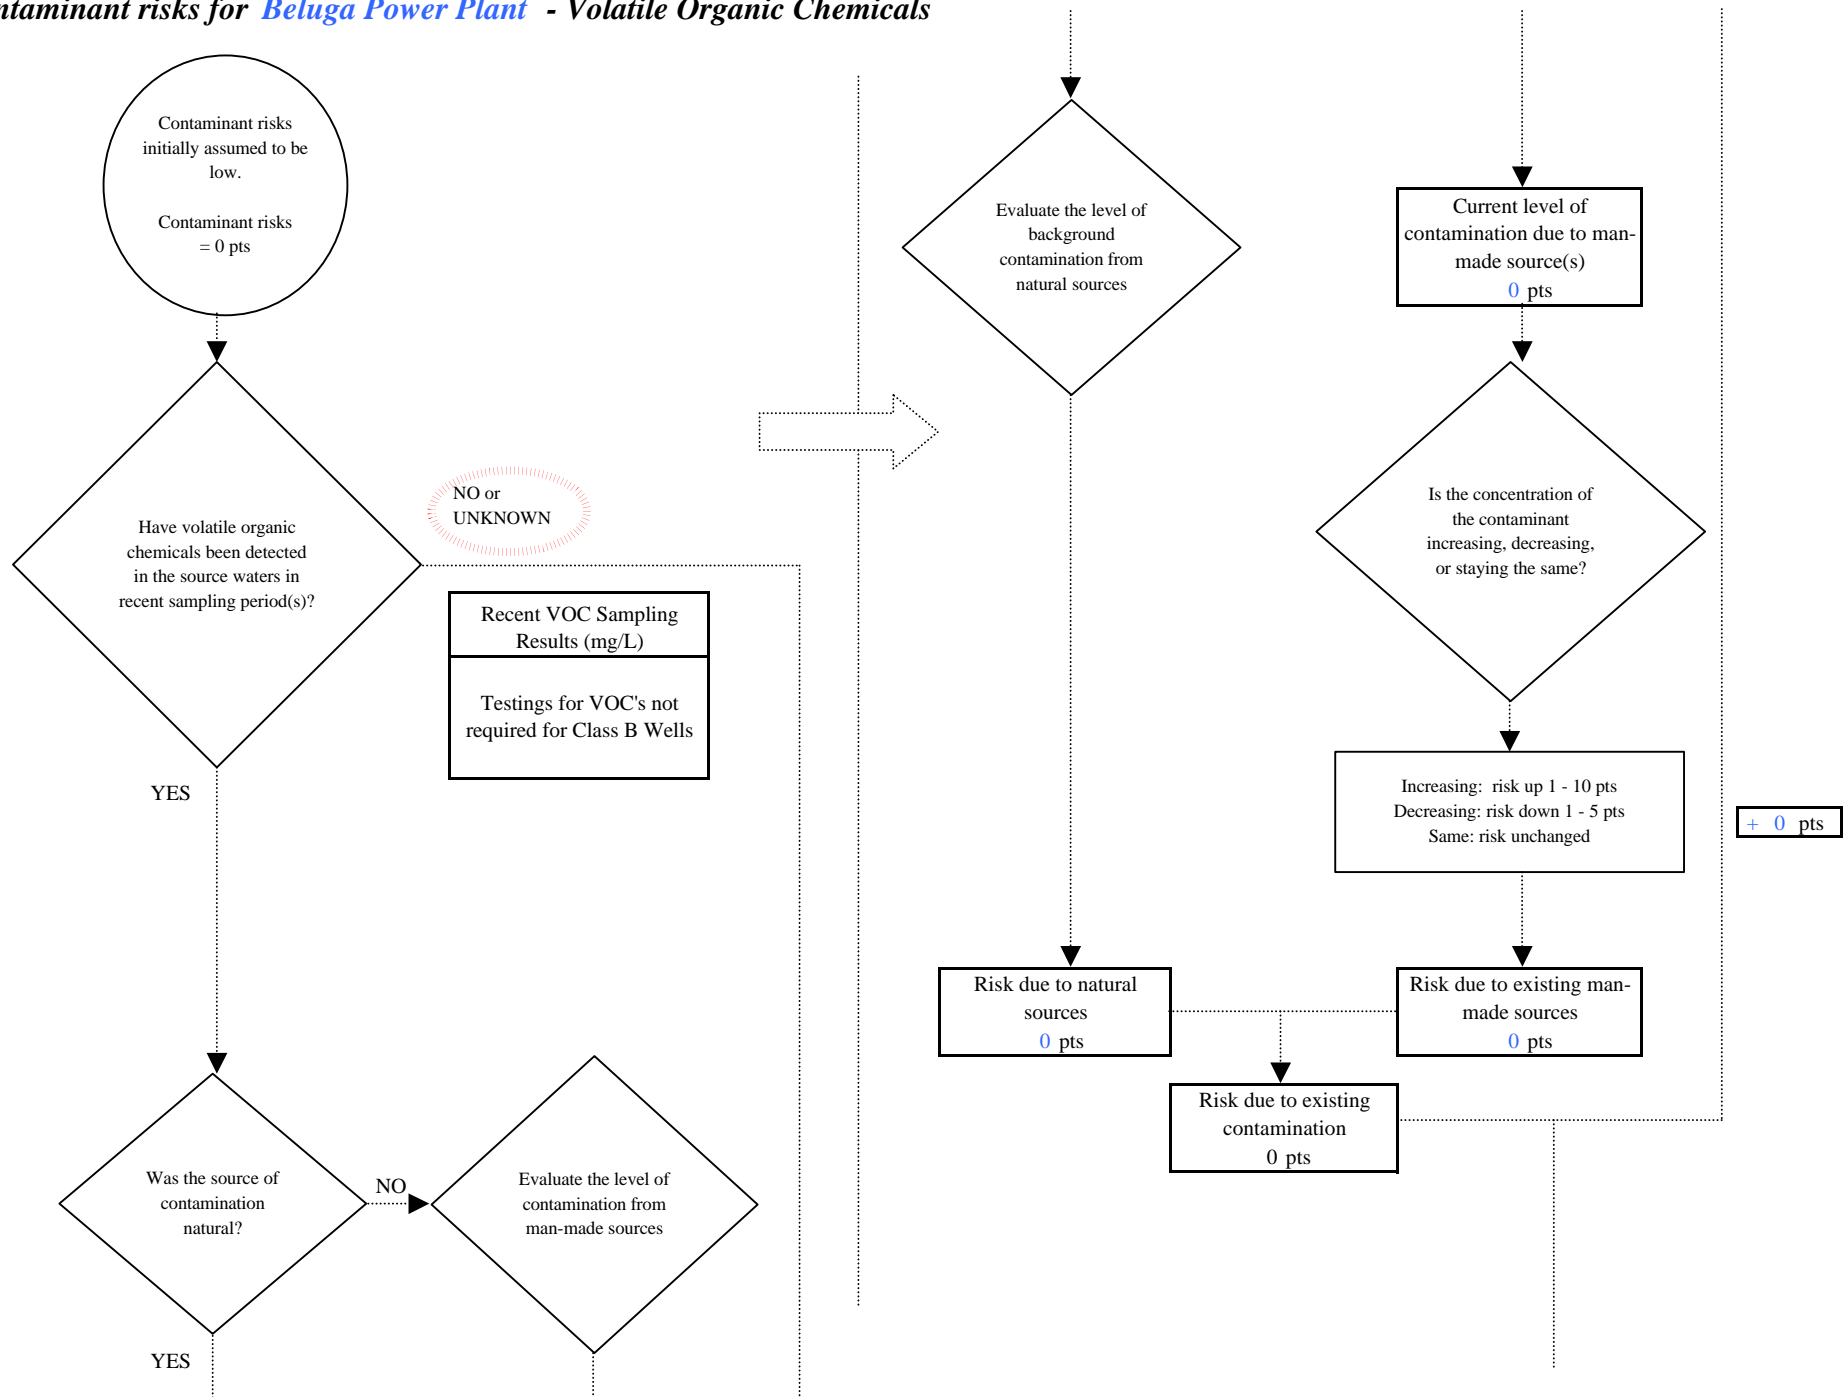 ntaminant risks for Beluga Power Plant - Volatile Organic Chemicals
Contaminant risks
initially assumed to be
low.
Contaminant risks
= 0 pts
Have volatile organic
chemicals been detected
in the source waters in
recent sampling period(s)?
NO or
UNKNOWN
Recent VOC Sampling
Results (mg/L)
Testings for VOC's not
required for Class B Wells
YES
Was the source of
contamination
natural?
NO
Evaluate the level of
contamination from
man-made sources
YES
Evaluate the level of
background
contamination from
natural sources
Current level of
contamination due to man-
made source(s)
0 pts
Is the concentration of
the contaminant
increasing, decreasing,
or staying the same?
Increasing: risk up 1 - 10 pts
Decreasing: risk down 1 - 5 pts
Same: risk unchanged
+ 0 pts
Risk due to natural
sources
0 pts
Risk due to existing man-
made sources
0 pts
Risk due to existing
contamination
0 pts